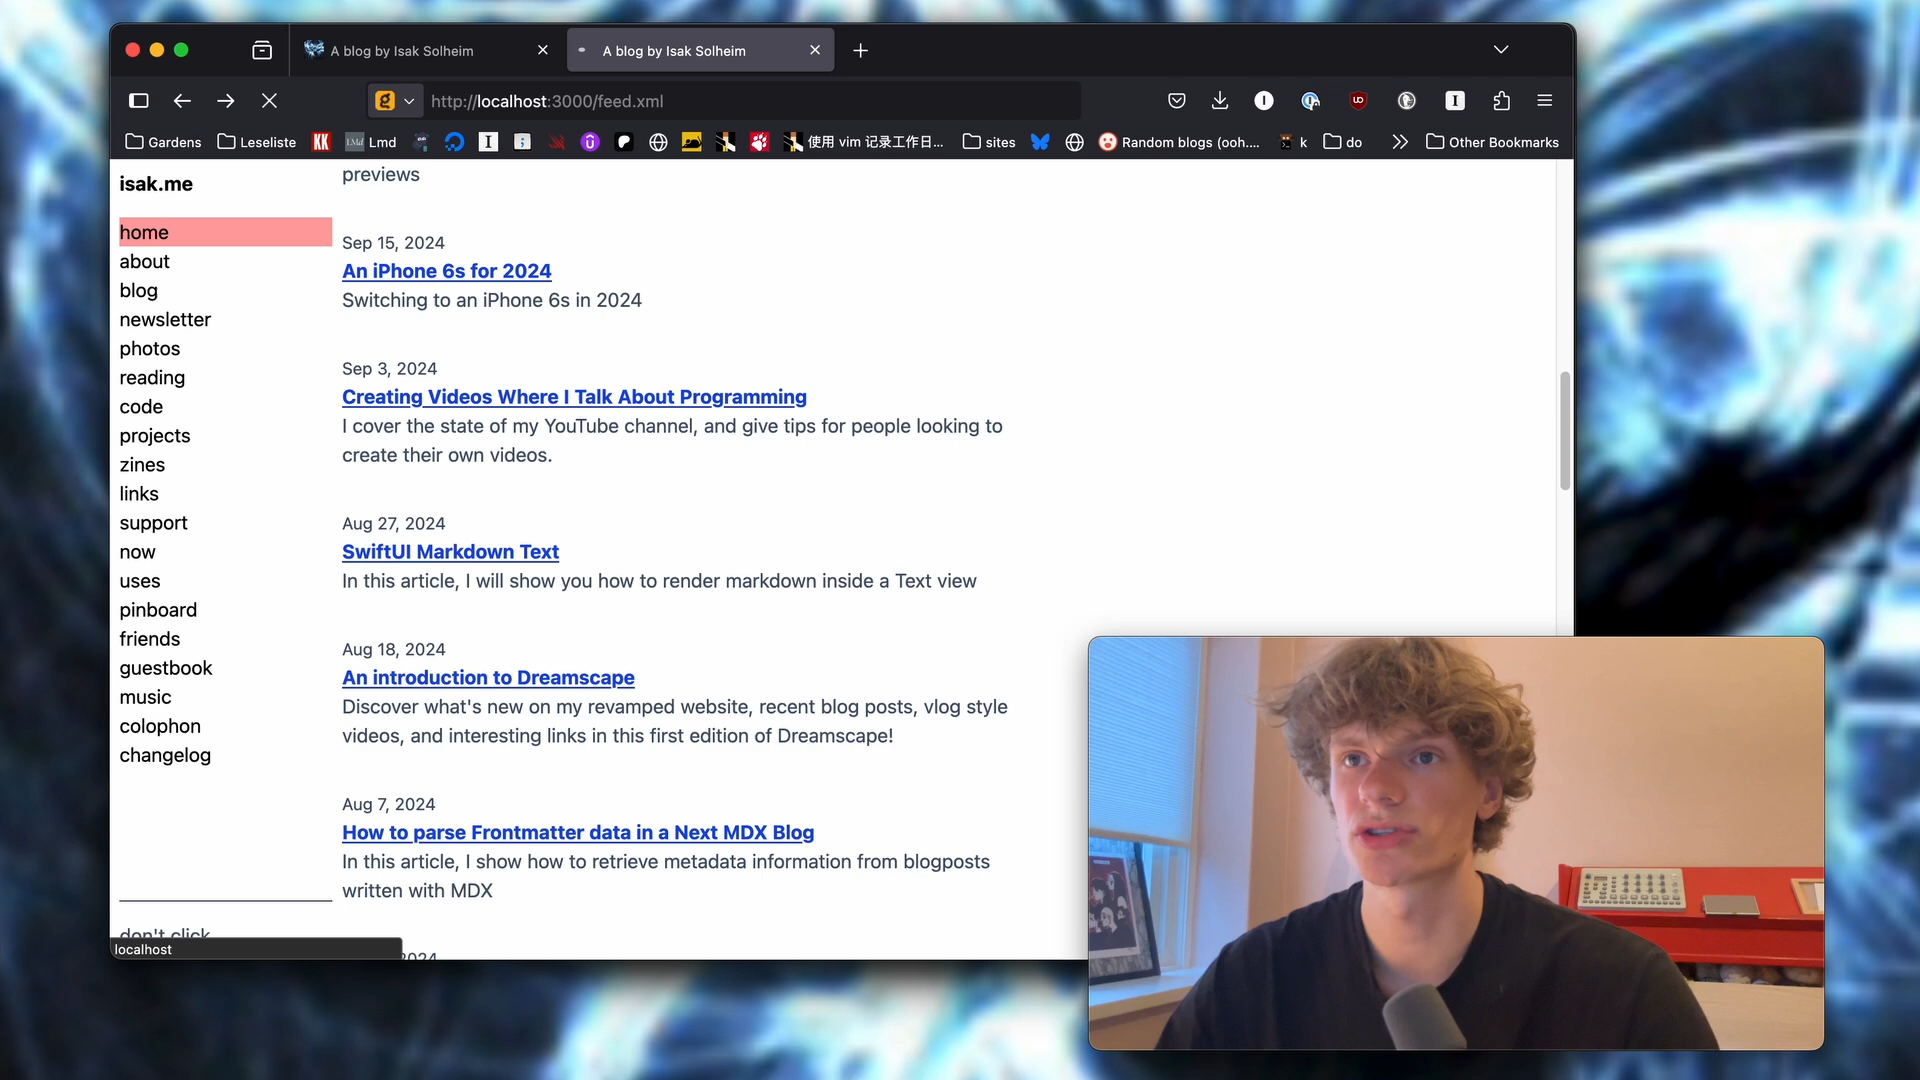 A blog by Isak Solheim
A blog by Isak Solheim
http://localhost:3000/feed.xml
Gardens
Leseliste
KK
LMd
Lmd
使用 vim 记录工作日...
sites
Random blogs (ooh....
k
do
Other Bookmarks
isak.me
home
about
blog
newsletter
photos
reading
code
projects
zines
links
support
now
uses
pinboard
friends
guestbook
music
colophon
changelog
don't click
localhost
previews
Sep 15, 2024
An iPhone 6s for 2024
Switching to an iPhone 6s in 2024
Sep 3, 2024
Creating Videos Where I Talk About Programming
I cover the state of my YouTube channel, and give tips for people looking to
create their own videos.
Aug 27, 2024
SwiftUI Markdown Text
In this article, I will show you how to render markdown inside a Text view
Aug 18, 2024
An introduction to Dreamscape
Discover what's new on my revamped website, recent blog posts, vlog style
videos, and interesting links in this first edition of Dreamscape!
Aug 7, 2024
How to parse Frontmatter data in a Next MDX Blog
In this article, I show how to retrieve metadata information from blogposts
written with MDX
2024